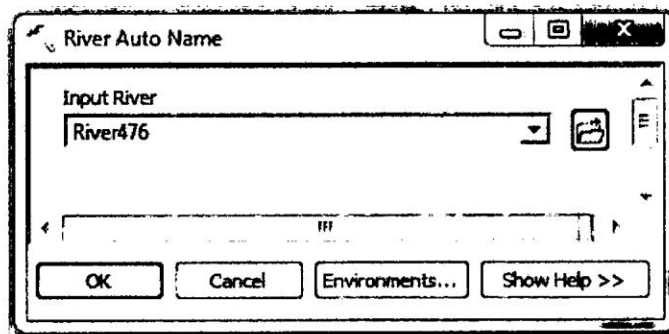 River Auto Name
Input River
River476
OK Cancel Environments... Show Help >>